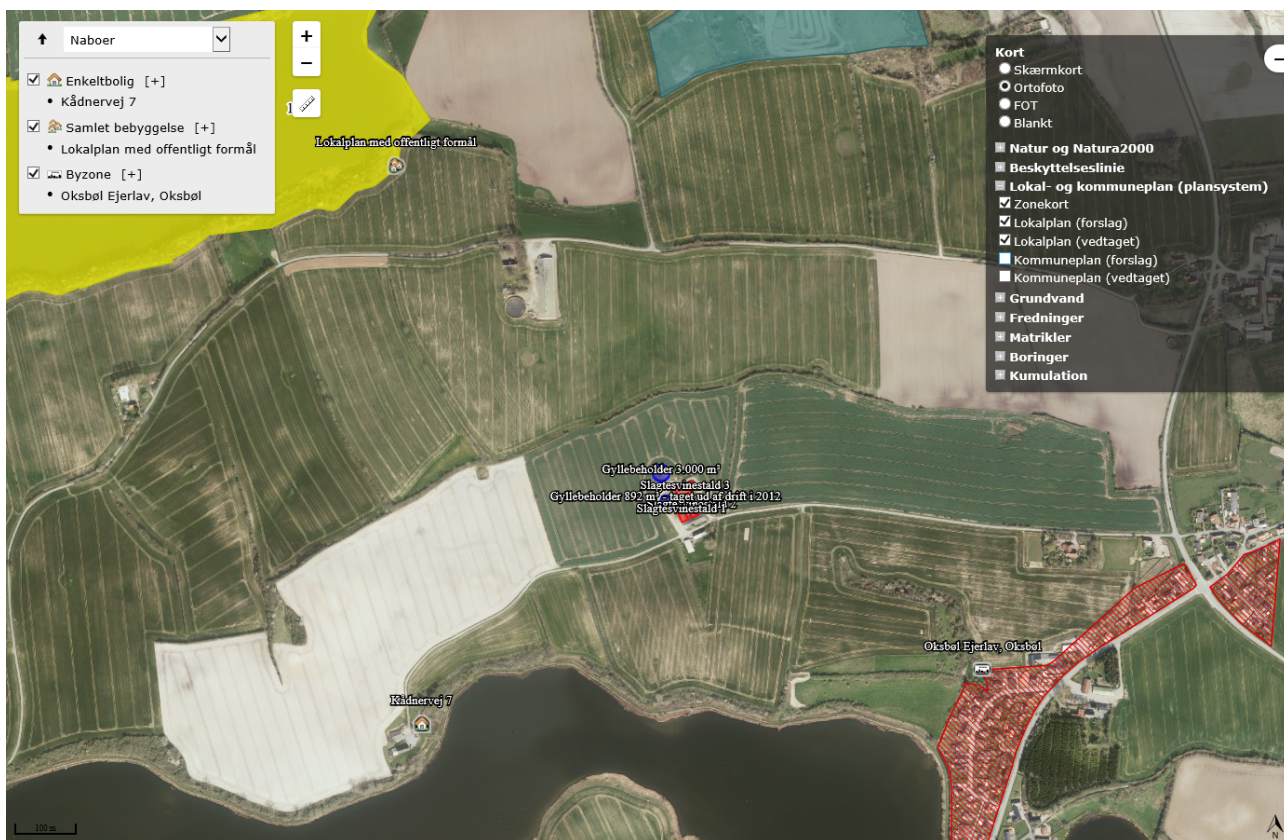 Naboer
Enkeltbolig [+]
Kådnervej 7
Samlet bebyggelse [+]
Lokalplan med offentligt formål
Byzone [+]
Oksbøl Ejerlav, Oksbøl
+
−
Kort
Skærmkort
Ortofoto
FOT
Blankt
Natur og Natura2000
Beskyttelseslinie
Lokal- og kommuneplan (plansystem)
Zonekort
Lokalplan (forslag)
Lokalplan (vedtaget)
Kommuneplan (forslag)
Kommuneplan (vedtaget)
Grundvand
Fredninger
Matrikler
Boringer
Kumulation
Lokalplan med offentligt formål
Gyllebeholder 3.000 m³
Slagtesvinestald 3
Gyllebeholder 892 m³ - taget ud af drift i 2012
Slagtesvinestald 2
Slagtesvinestald 1
Oksbøl Ejerlav, Oksbøl
Kådnervej 7
100 m
N